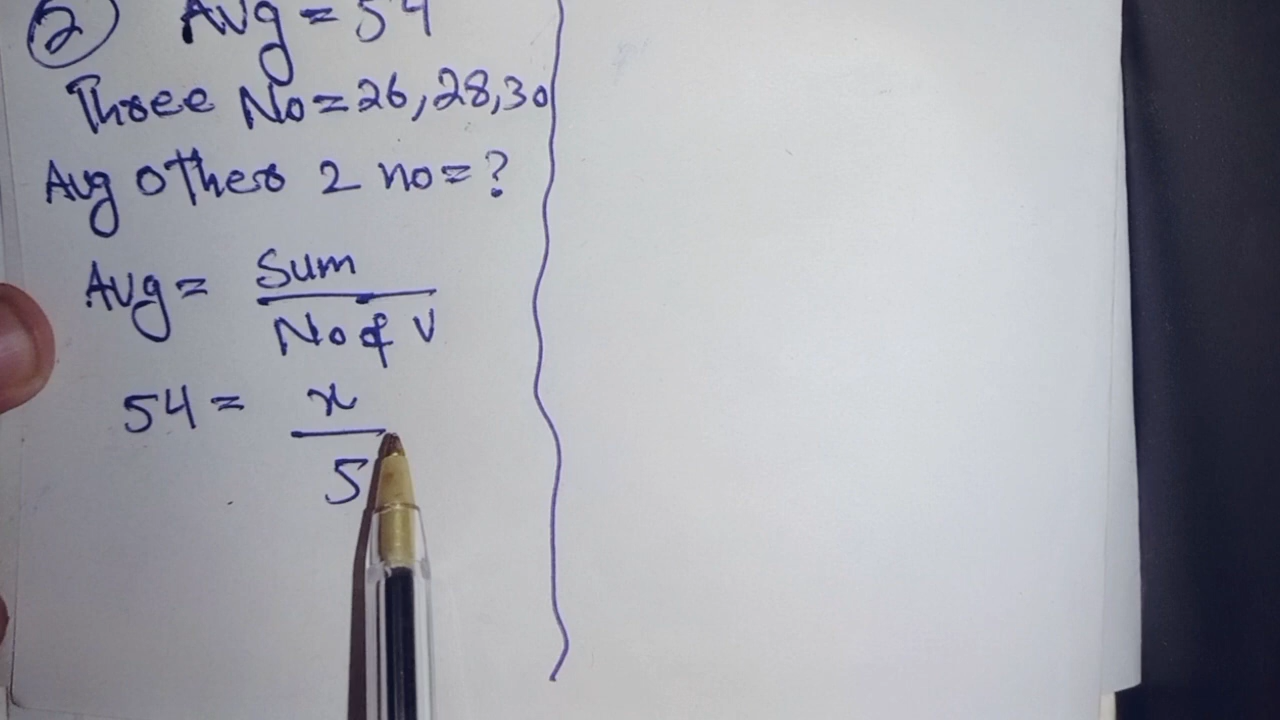 2 Avg = 54
Three No = 26, 28, 30
Avg others 2 no = ?
Avg = Sum
No of V
54 = x
5